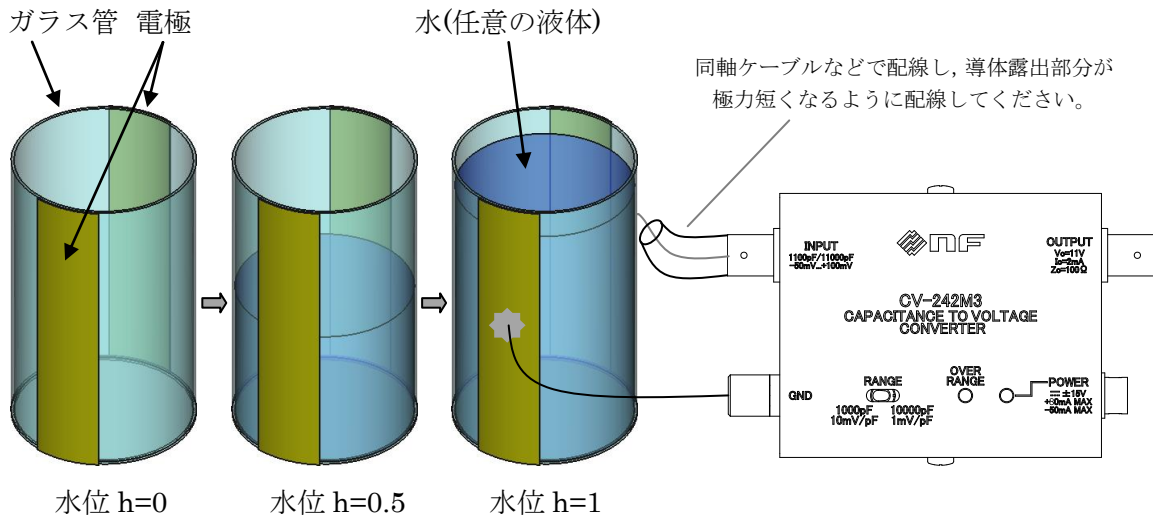 ガラス管 電極
水(任意の液体)
同軸ケーブルなどで配線し, 導体露出部分が
極力短くなるように配線してください。
INPUT
1100pF/11000pF
-50mV...+100mV
NF
OUTPUT
Vo=11V
Io=2mA
Zo=100Ω
CV-242M3
CAPACITANCE TO VOLTAGE
CONVERTER
GND
RANGE
1000pF 10000pF
10mV/pF 1mV/pF
OVER
RANGE
POWER
±15V
+60mA MAX
-50mA MAX
水位 h=0
水位 h=0.5
水位 h=1